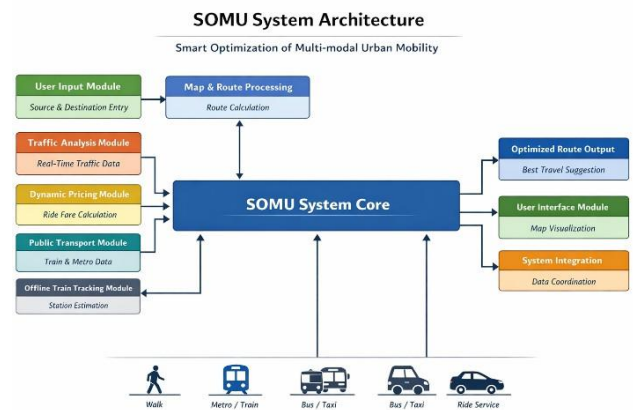 SOMU System Architecture
Smart Optimization of Multi-modal Urban Mobility
User Input Module
Source & Destination Entry
Map & Route Processing
Route Calculation
Traffic Analysis Module
Real-Time Traffic Data
Dynamic Pricing Module
Ride Fare Calculation
Public Transport Module
Train & Metro Data
Offline Train Tracking Module
Station Estimation
SOMU System Core
Optimized Route Output
Best Travel Suggestion
User Interface Module
Map Visualization
System Integration
Data Coordination
Walk
Metro / Train
Bus / Taxi
Bus / Taxi
Ride Service